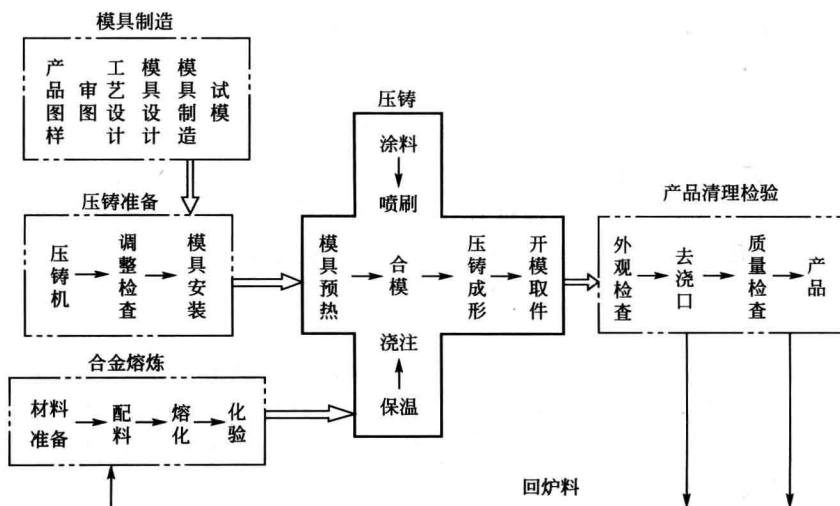 模具制造
产品图样
审图
工艺设计
模具设计
模具制造
试模
压铸准备
压铸机
调整检查
模具安装
合金熔炼
材料准备
配料
熔化
化验
压铸
涂料
喷刷
模具预热
合模
压铸成形
开模取件
浇注
保温
产品清理检验
外观检查
去浇口
质量检查
产品
回炉料